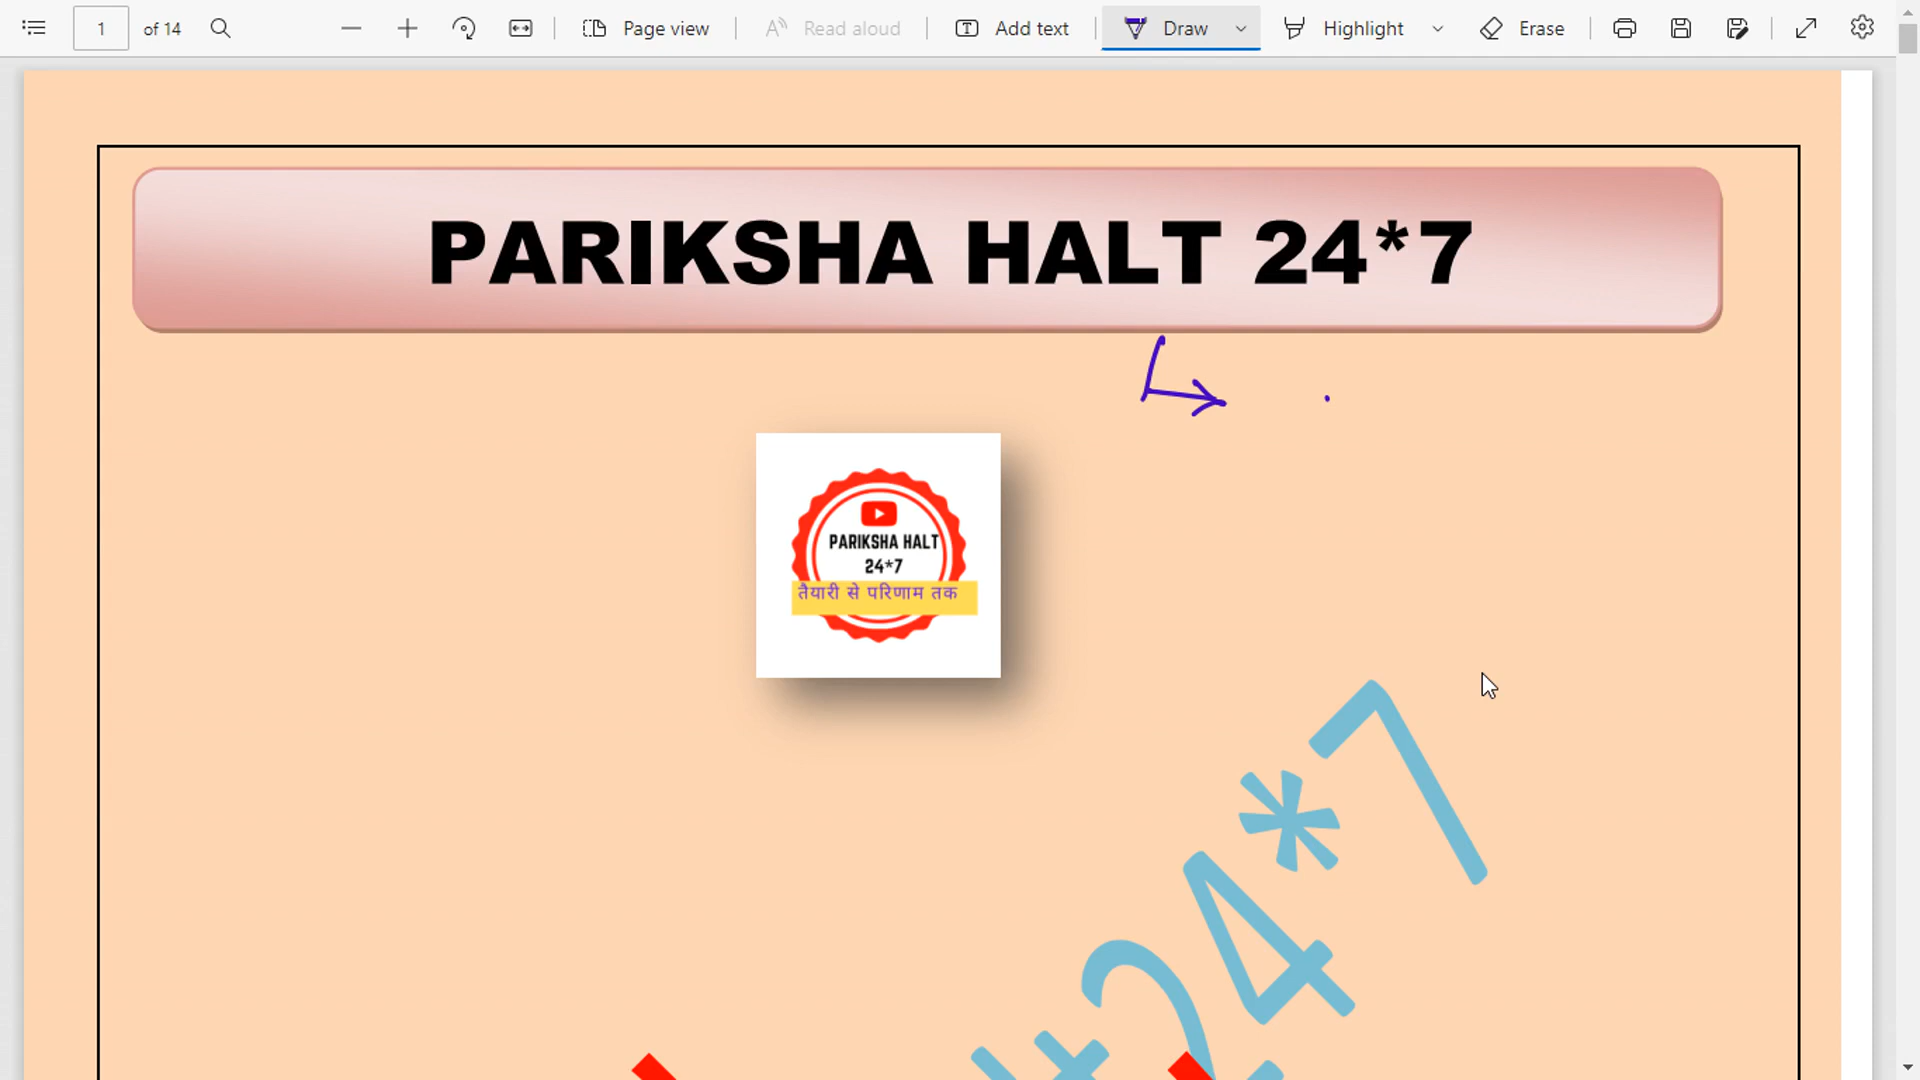 1 of 14 Page view Read aloud Add text Draw Highlight Erase
PARIKSHA HALT 24*7
PARIKSHA HALT
24*7
तैयारी से परिणाम तक
24*7